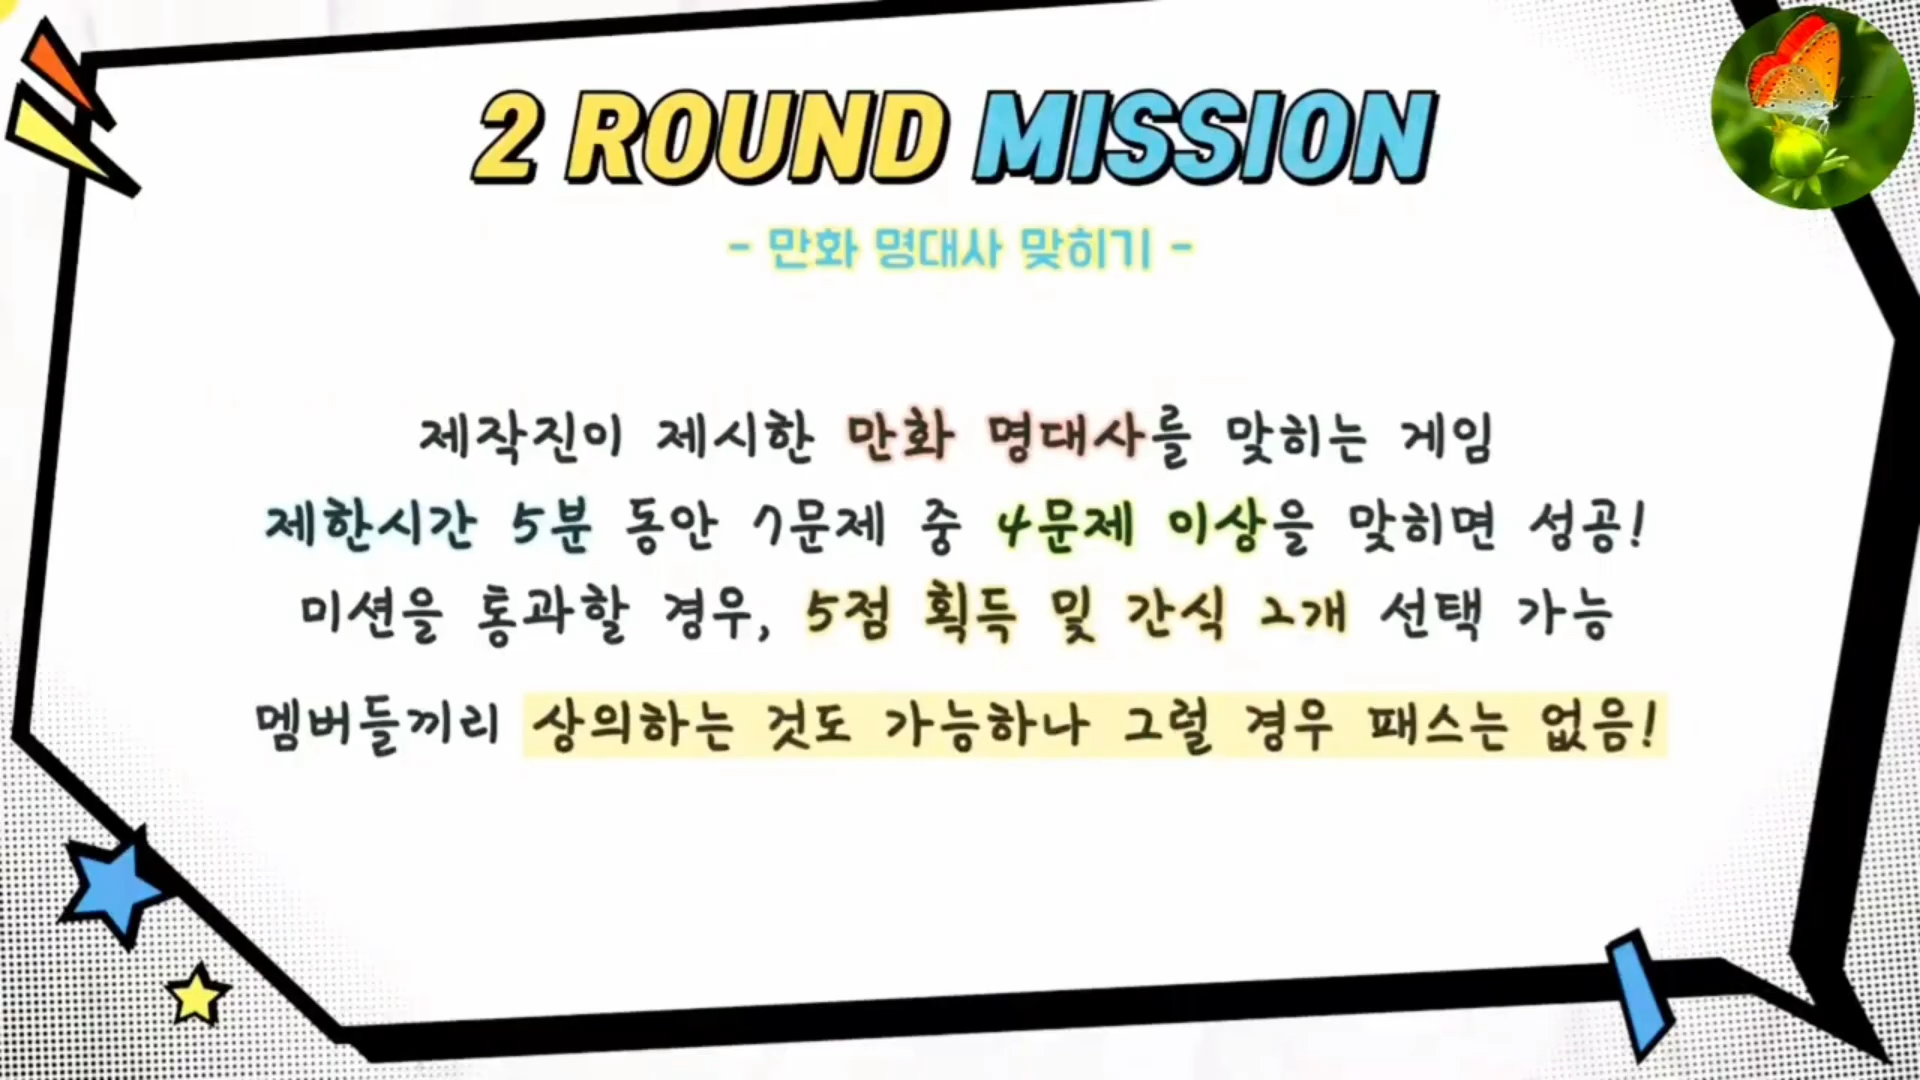 2 ROUND MISSION
- 만화 명대사 맞히기 -
제작진이 제시한 만화 명대사를 맞히는 게임
제한시간 5분 동안 7문제 중 4문제 이상을 맞히면 성공!
미션을 통과할 경우, 5점 획득 및 간식 2개 선택 가능
멤버들끼리 상의하는 것도 가능하나 그럴 경우 패스는 없음!